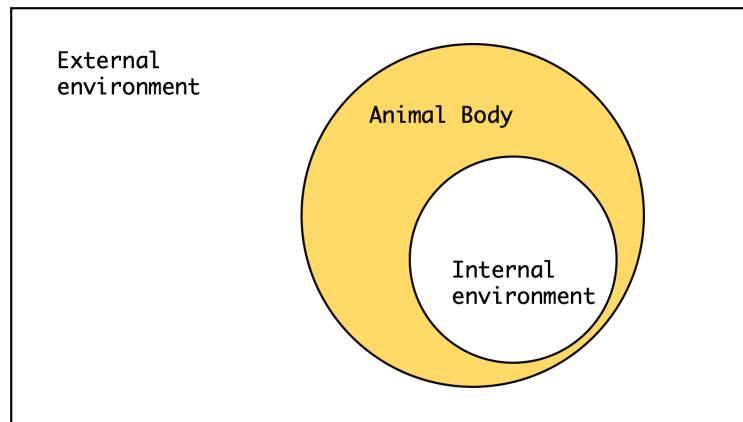 External
environment
Animal Body
Internal
environment